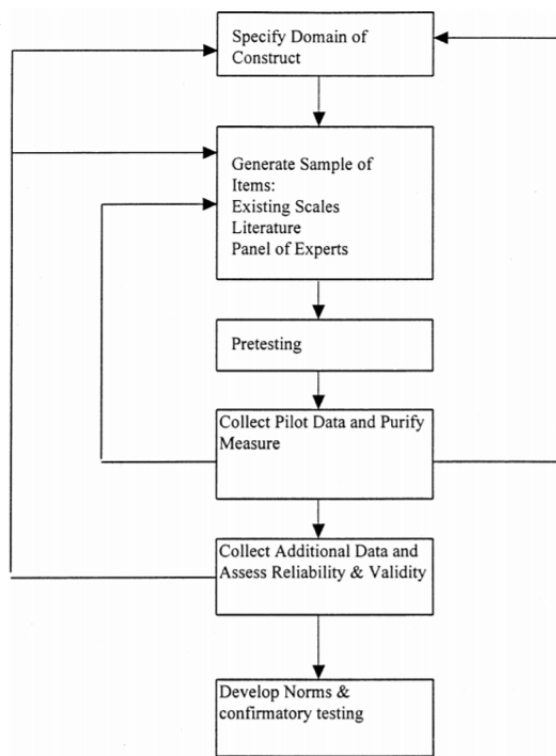 Specify Domain of
Construct
Generate Sample of
Items:
Existing Scales
Literature
Panel of Experts
Pretesting
Collect Pilot Data and Purify
Measure
Collect Additional Data and
Assess Reliability & Validity
Develop Norms &
confirmatory testing